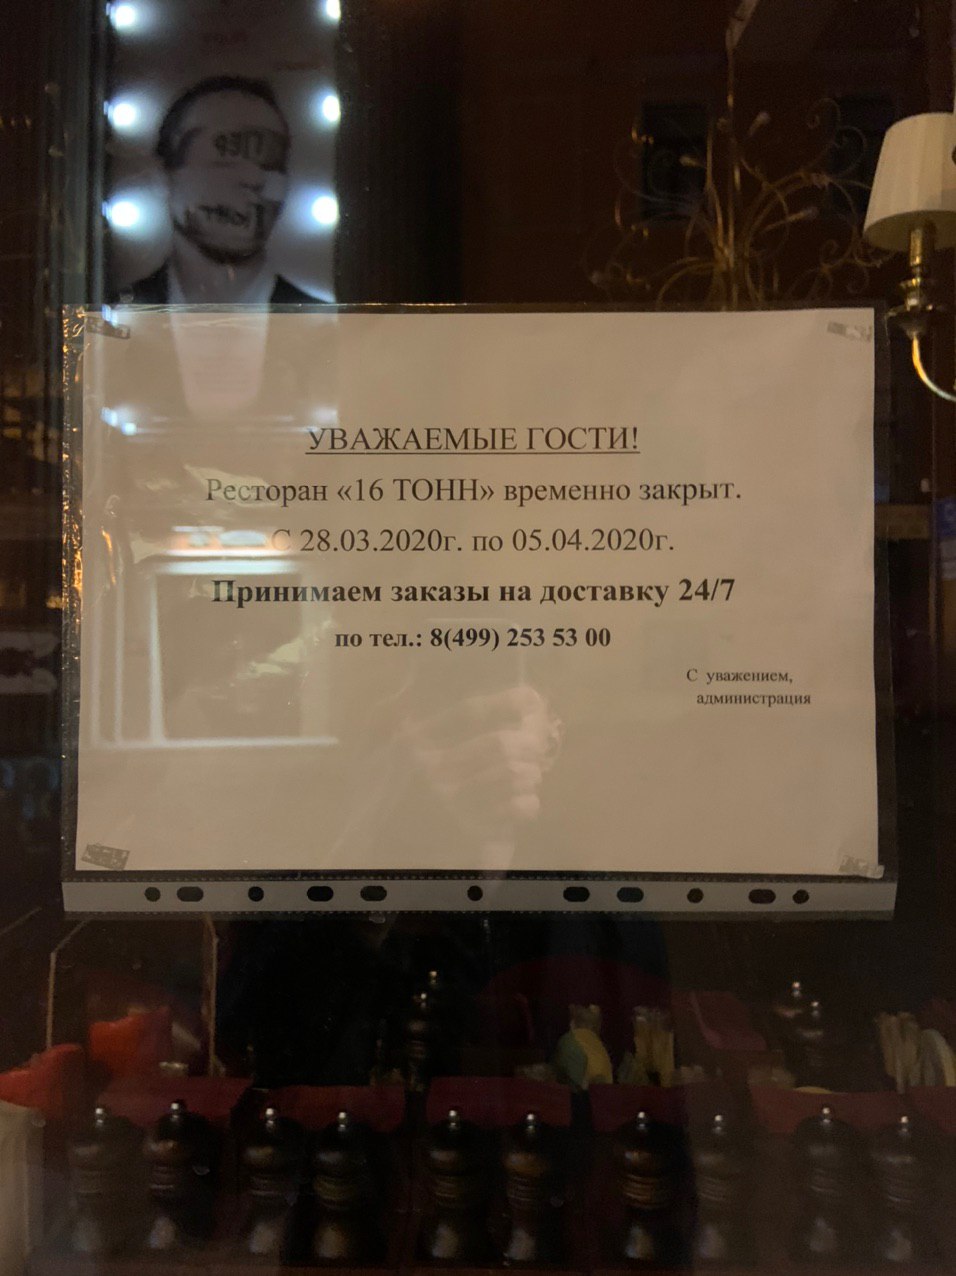 УВАЖАЕМЫЕ ГОСТИ!
Ресторан «16 ТОНН» временно закрыт.
С 28.03.2020г. по 05.04.2020г.
Принимаем заказы на доставку 24/7
по тел.: 8(499) 253 53 00
С уважением,
администрация